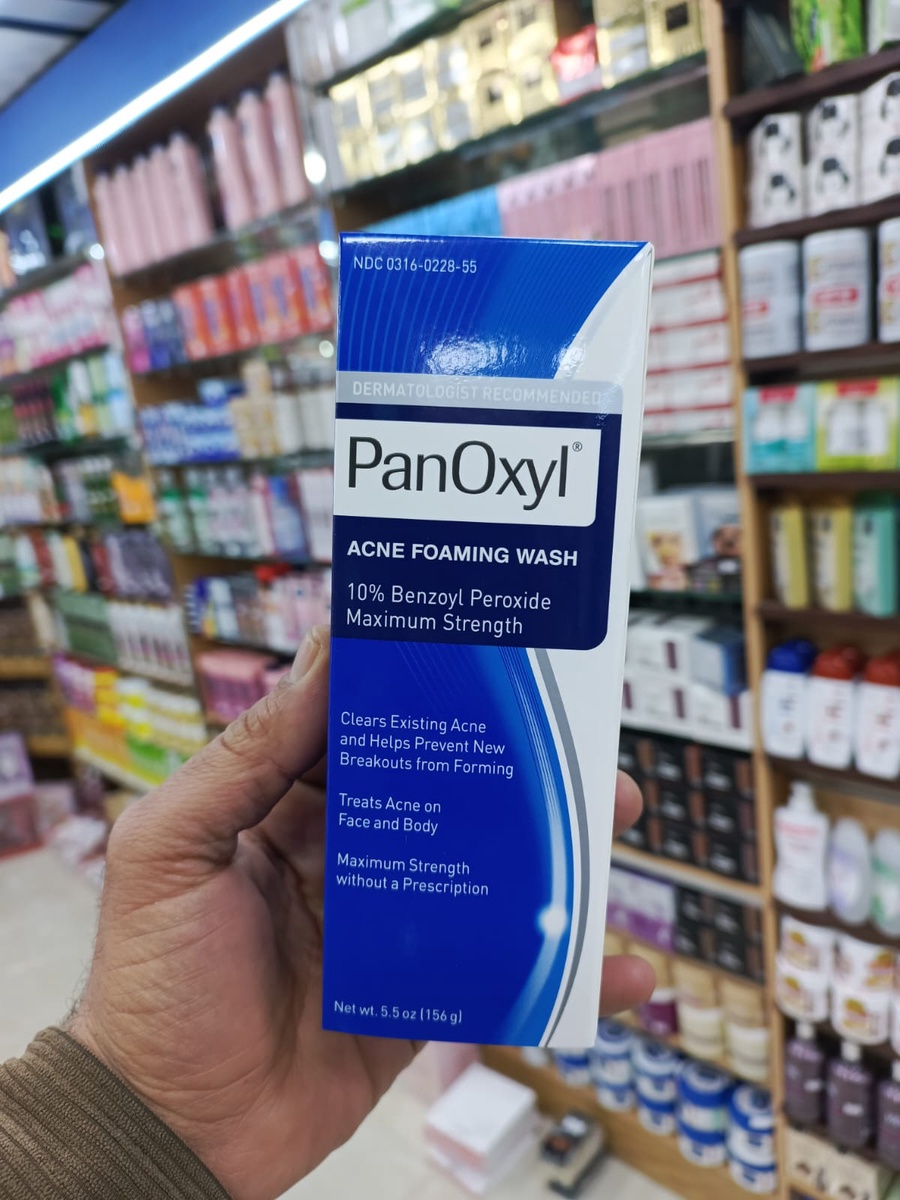 NDC 0316-0228-55
DERMATOLOGIST RECOMMENDED
PanOxyl®
ACNE FOAMING WASH
10% Benzoyl Peroxide
Maximum Strength
Clears Existing Acne
and Helps Prevent New
Breakouts from Forming
Treats Acne on
Face and Body
Maximum Strength
without a Prescription
Net wt. 5.5 oz (156 g)